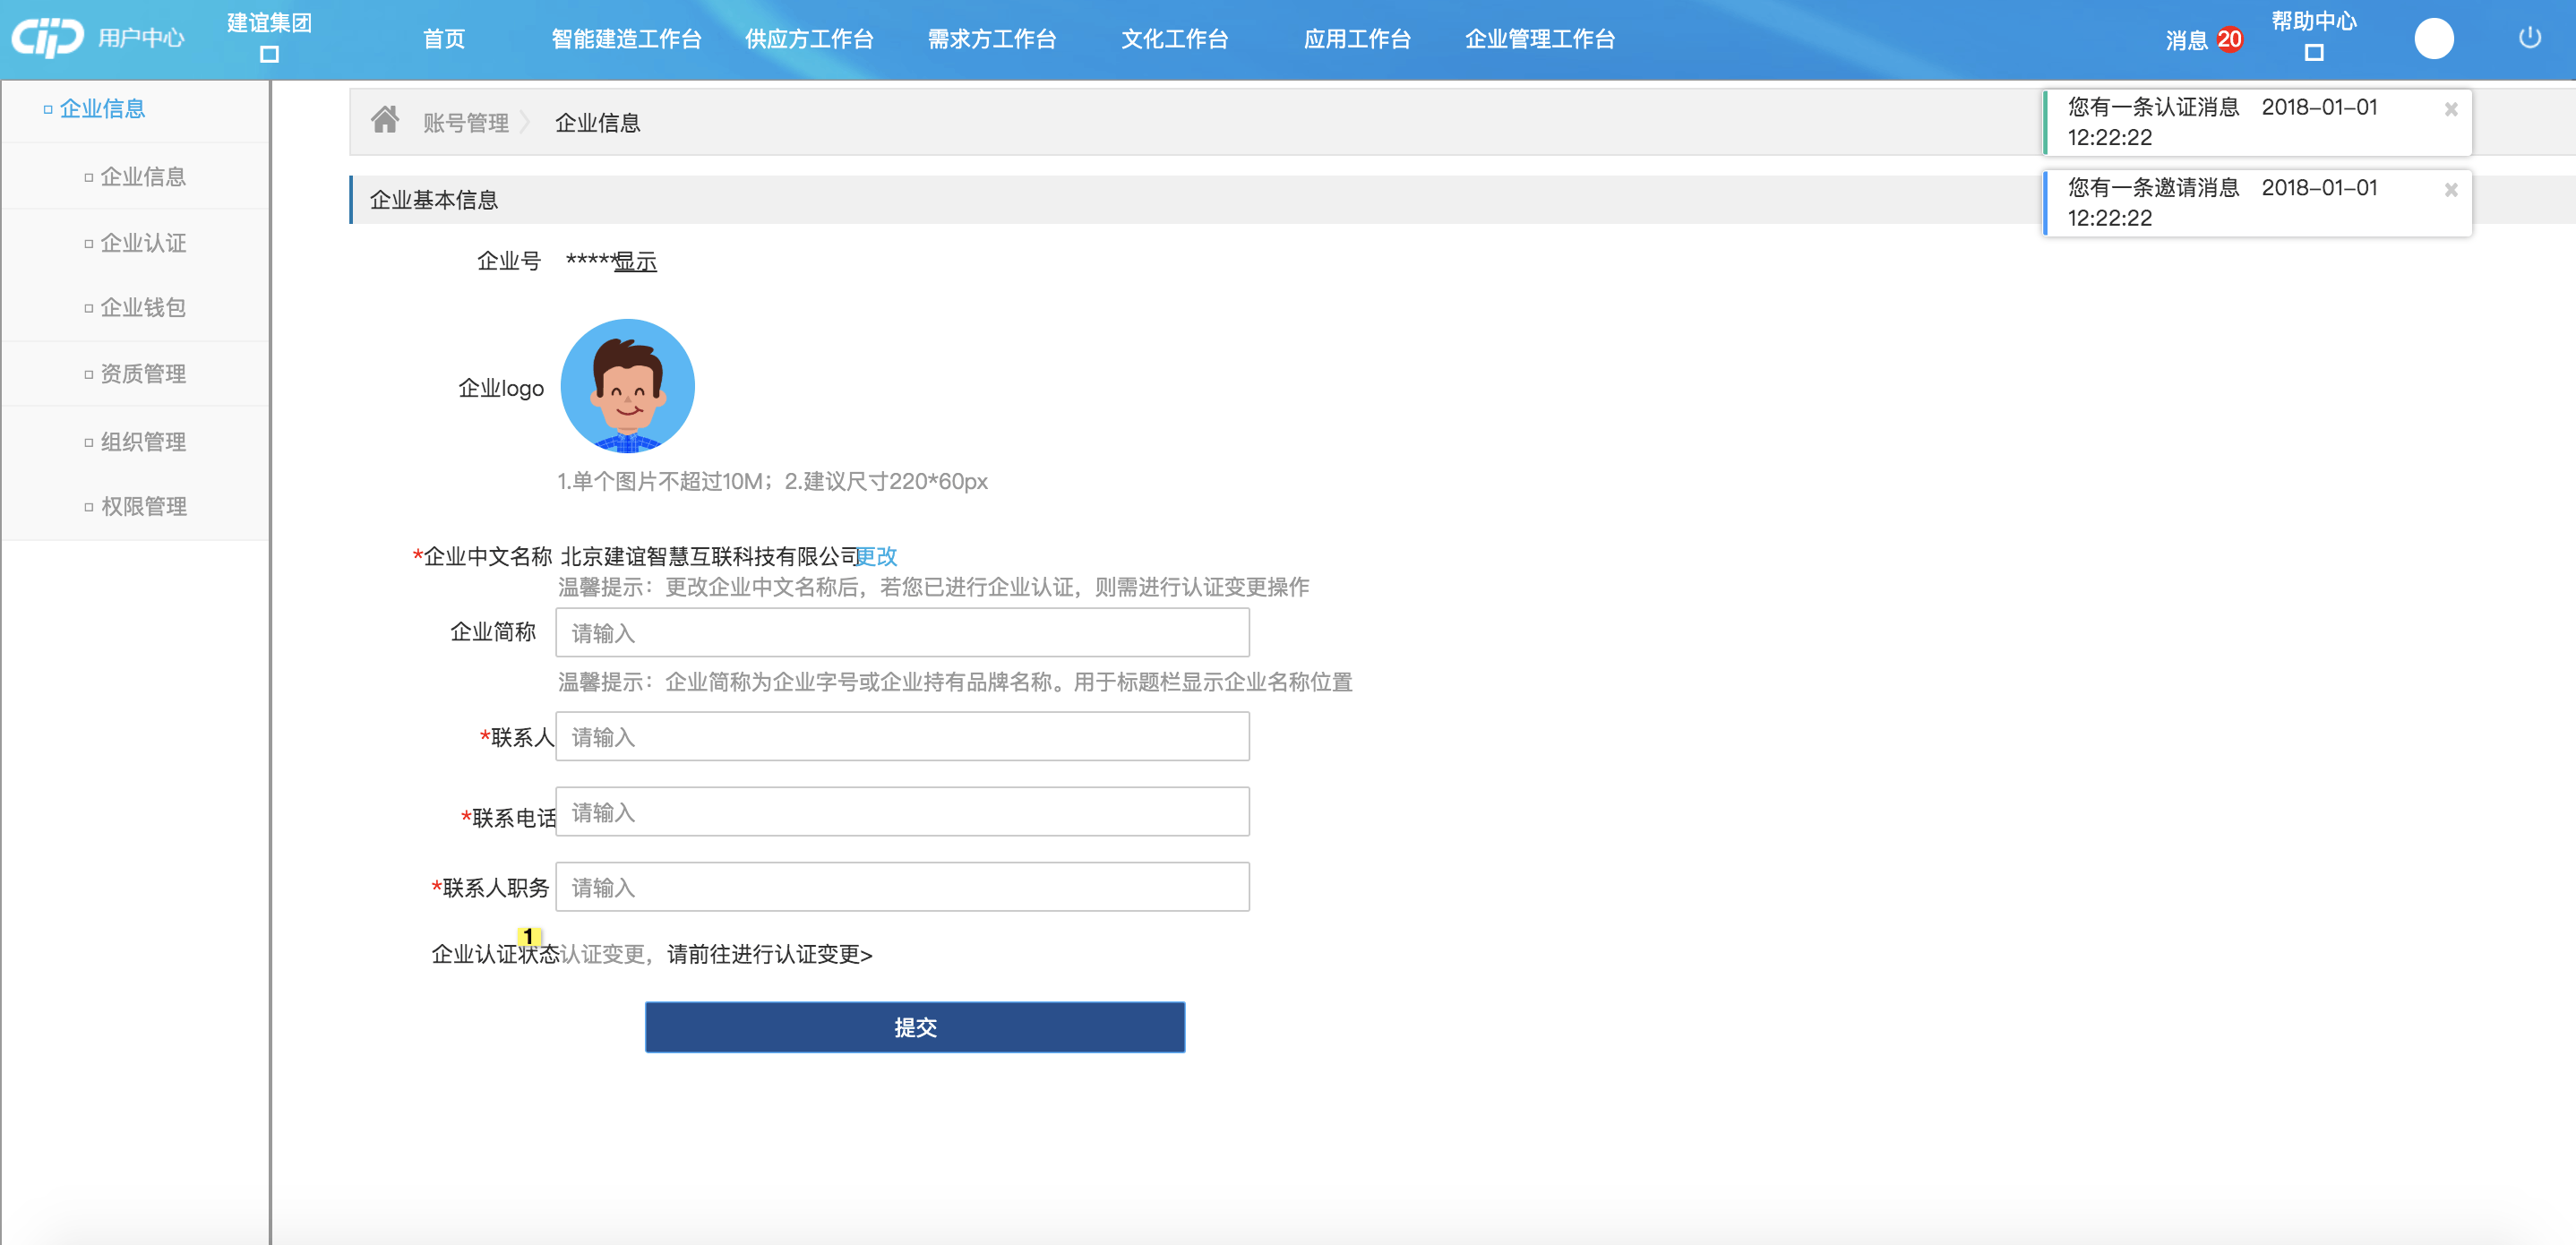 CIIP 用户中心
建谊集团
首页 智能建造工作台 供应方工作台 需求方工作台 文化工作台 应用工作台 企业管理工作台
消息 20
帮助中心
企业信息
企业信息
企业认证
企业钱包
资质管理
组织管理
权限管理
账号管理 企业信息
您有一条认证消息 2018-01-01
12:22:22
×
您有一条邀请消息 2018-01-01
12:22:22
×
企业基本信息
企业号 *****显示
企业logo
1.单个图片不超过10M；2.建议尺寸220*60px
*企业中文名称 北京建谊智慧互联科技有限公司更改
温馨提示：更改企业中文名称后，若您已进行企业认证，则需进行认证变更操作
企业简称 请输入
温馨提示：企业简称为企业字号或企业持有品牌名称。用于标题栏显示企业名称位置
*联系人 请输入
*联系电话 请输入
*联系人职务 请输入
1
企业认证状态认证变更，请前往进行认证变更>
提交